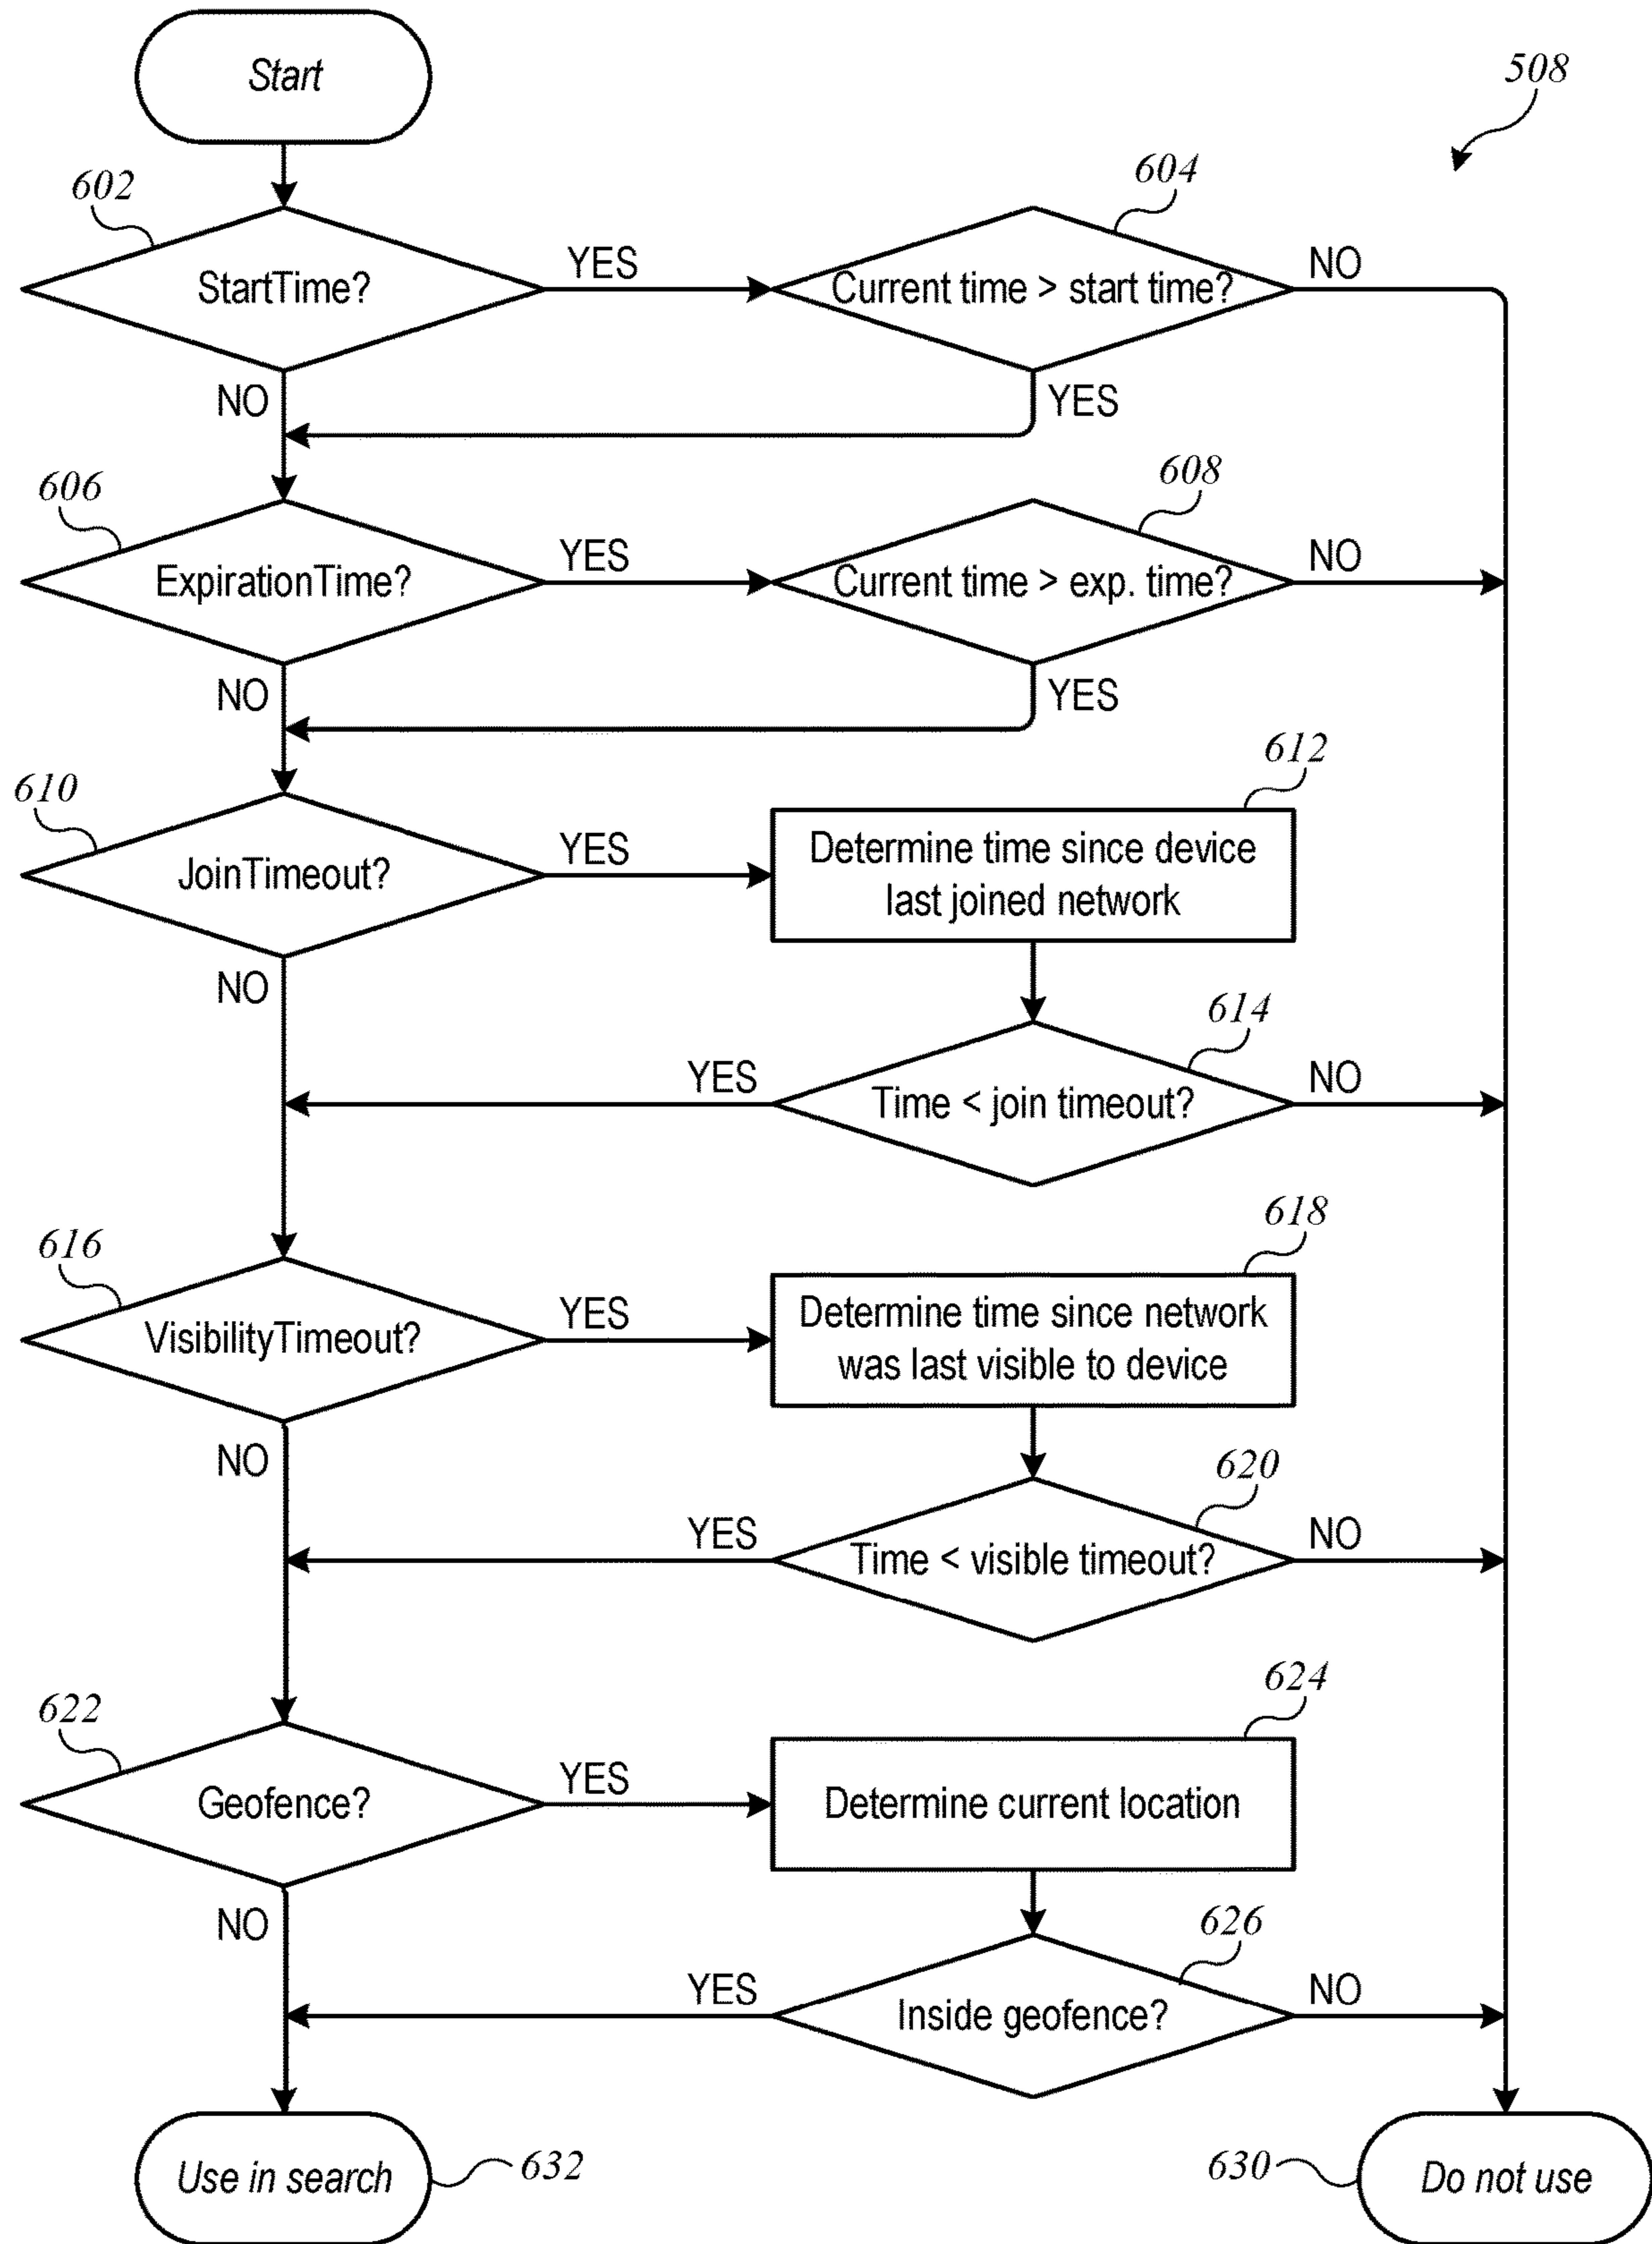 Start
508
602
604
StartTime?
YES
Current time > start time?
NO
NO
YES
606
608
ExpirationTime?
YES
Current time > exp. time?
NO
NO
YES
610
612
JoinTimeout?
YES
Determine time since device
last joined network
NO
614
YES
Time < join timeout?
NO
616
618
VisibilityTimeout?
YES
Determine time since network
was last visible to device
NO
620
YES
Time < visible timeout?
NO
622
624
Geofence?
YES
Determine current location
NO
626
YES
Inside geofence?
NO
Use in search
632
630
Do not use